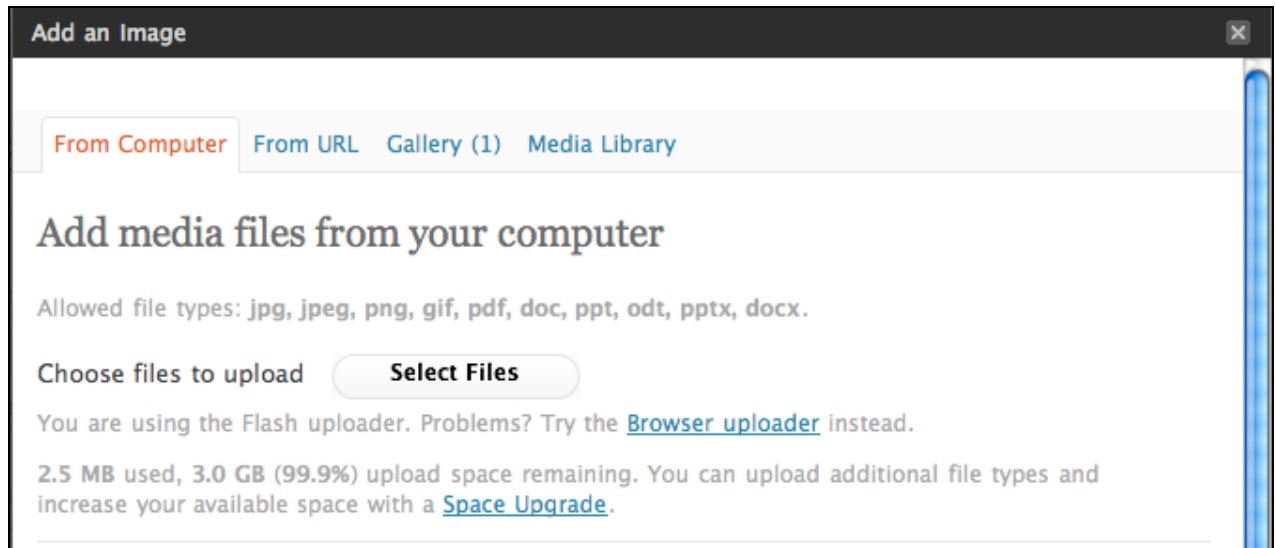 Add an Image
From Computer From URL Gallery (1) Media Library
Add media files from your computer
Allowed file types: jpg, jpeg, png, gif, pdf, doc, ppt, odt, pptx, docx.
Choose files to upload Select Files
You are using the Flash uploader. Problems? Try the Browser uploader instead.
2.5 MB used, 3.0 GB (99.9%) upload space remaining. You can upload additional file types and
increase your available space with a Space Upgrade.